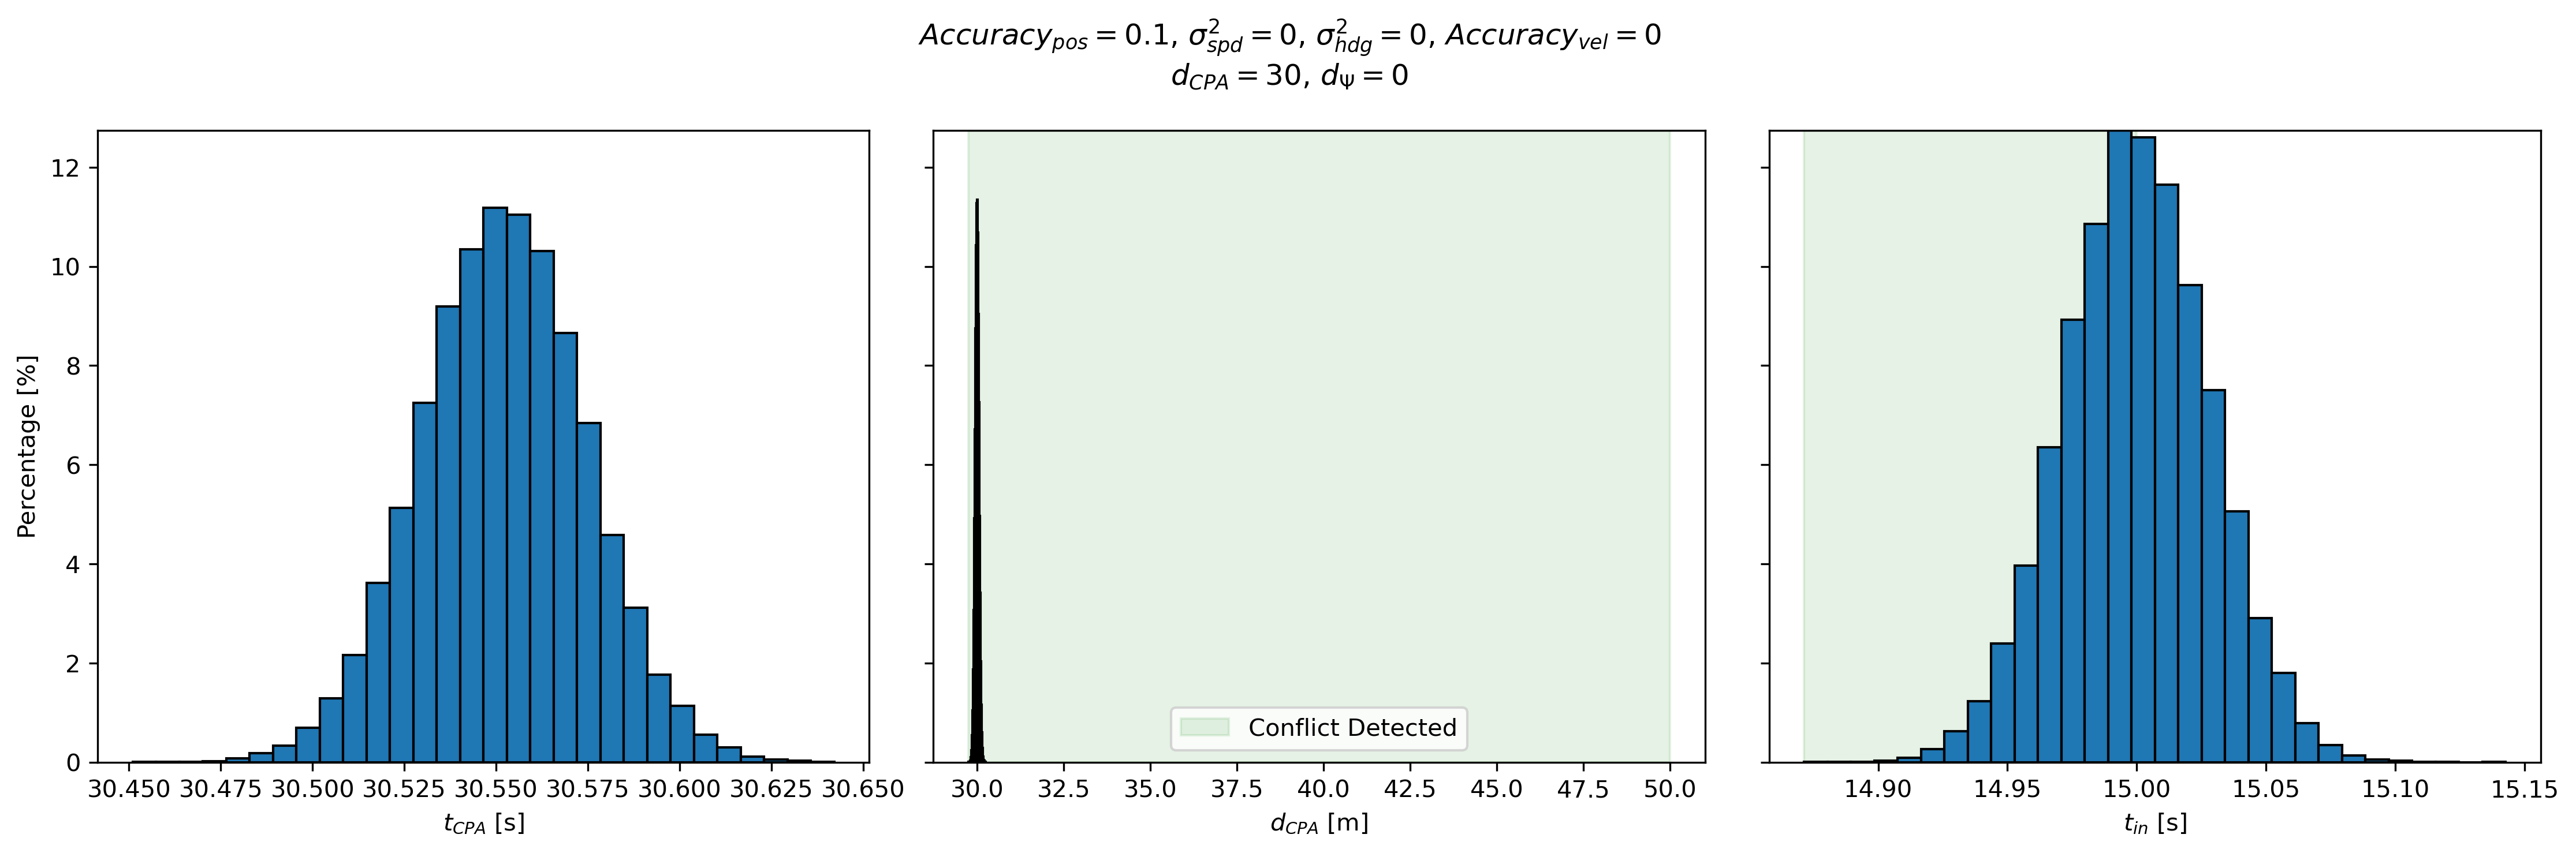 Accuracy_pos = 0.1, σ²_spd = 0, σ²_hdg = 0, Accuracy_vel = 0
d_CPA = 30, d_ψ = 0
Percentage [%]
12
10
8
6
4
2
0
30.450 30.475 30.500 30.525 30.550 30.575 30.600 30.625 30.650
t_CPA [s]
Conflict Detected
30.0 32.5 35.0 37.5 40.0 42.5 45.0 47.5 50.0
d_CPA [m]
14.90 14.95 15.00 15.05 15.10 15.15
t_in [s]